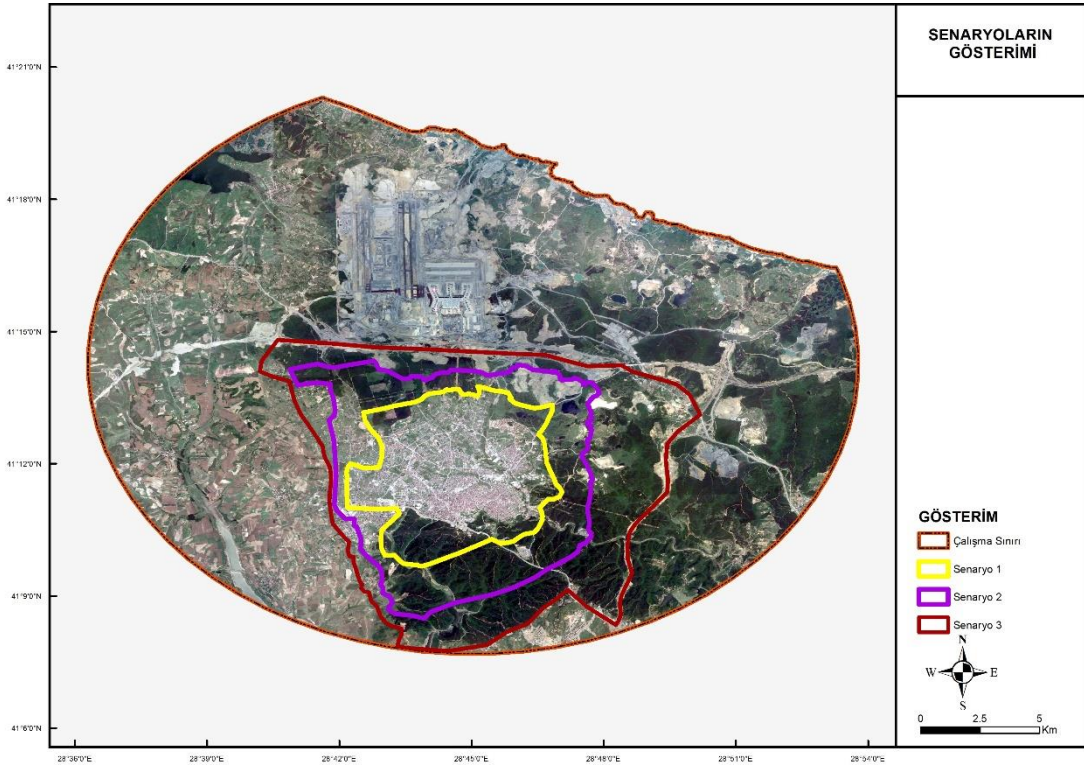 SENARYOLARIN
GÖSTERİMİ
41°21'0"N
41°18'0"N
41°15'0"N
41°12'0"N
41°9'0"N
41°6'0"N
28°36'0"E
28°39'0"E
28°42'0"E
28°45'0"E
28°48'0"E
28°51'0"E
28°54'0"E
GÖSTERİM
Çalışma Sınırı
Senaryo 1
Senaryo 2
Senaryo 3
N
W E
S
0 2.5 5
Km